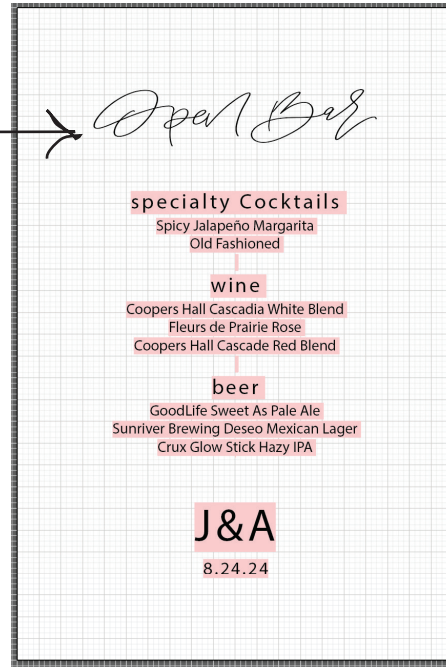 Open Bar
specialty Cocktails
Spicy Jalapeño Margarita
Old Fashioned
wine
Coopers Hall Cascadia White Blend
Fleurs de Prairie Rose
Coopers Hall Cascade Red Blend
beer
GoodLife Sweet As Pale Ale
Sunriver Brewing Deseo Mexican Lager
Crux Glow Stick Hazy IPA
J&A
8.24.24